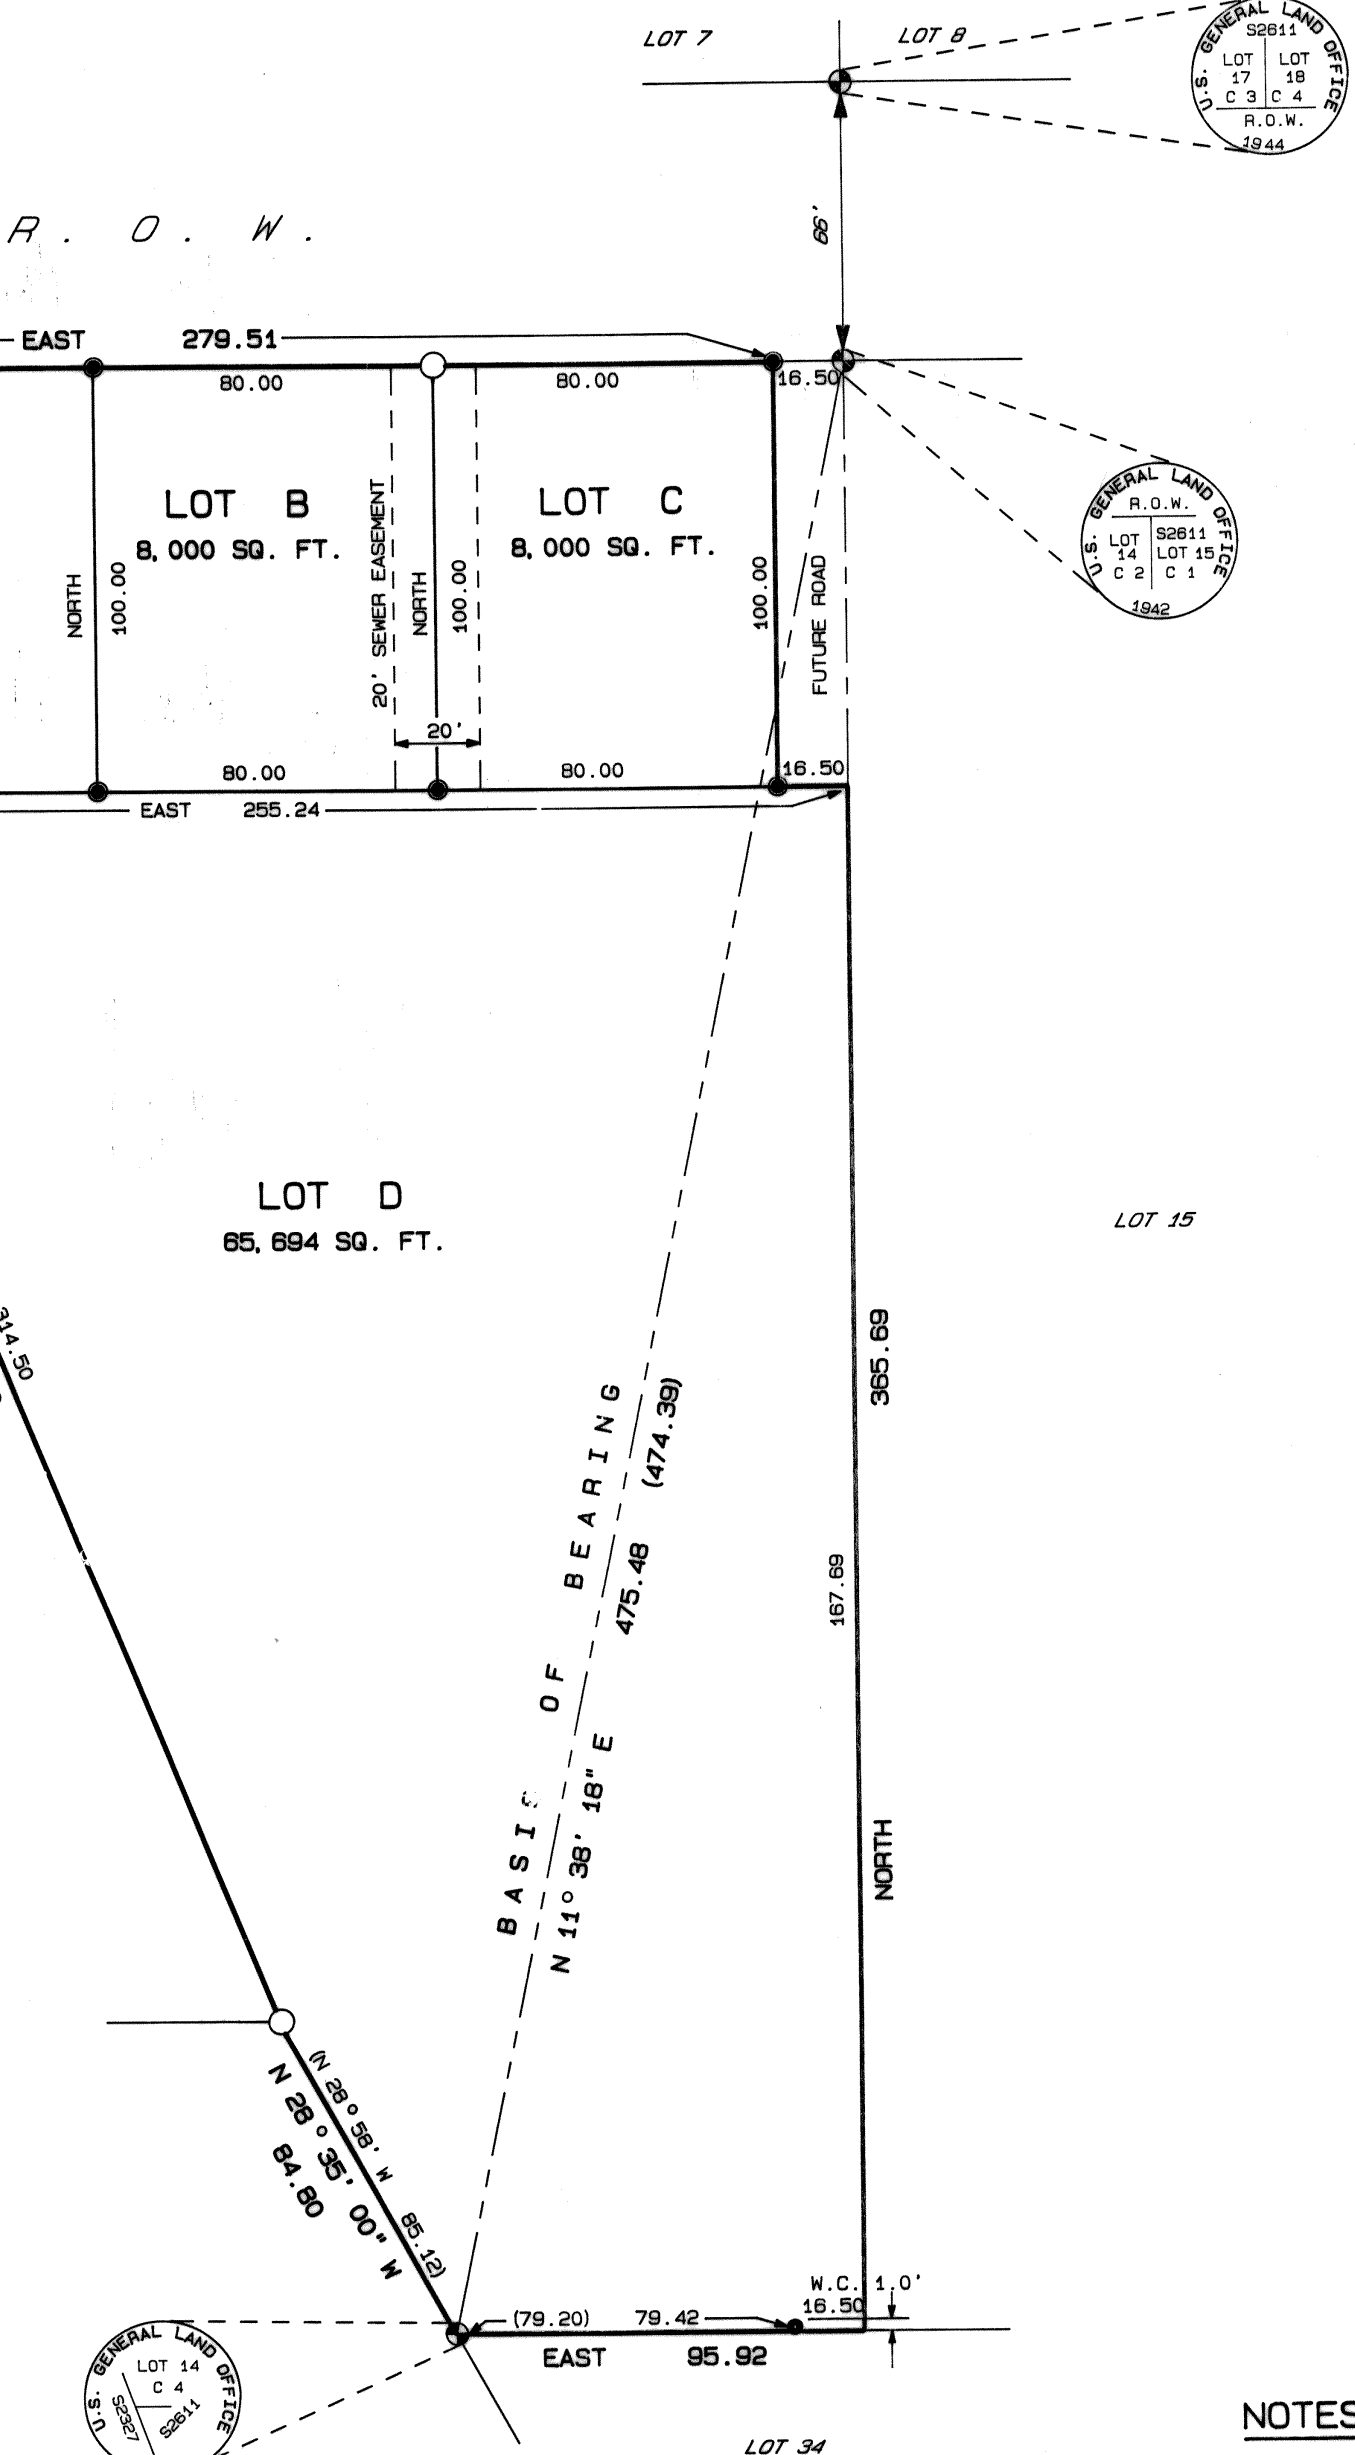 LOT 7
LOT 8
U.S. GENERAL LAND OFFICE
S2611
LOT 17
C 3
LOT 18
C 4
R.O.W.
1944
66'
R. O. W.
EAST 279.51
80.00
80.00
16.50
LOT B
8,000 SQ. FT.
LOT C
8,000 SQ. FT.
NORTH
100.00
20' SEWER EASEMENT
NORTH
100.00
100.00
FUTURE ROAD
U.S. GENERAL LAND OFFICE
R.O.W.
LOT 14
C 2
S2611
LOT 15
C 1
1942
20'
80.00
80.00
16.50
EAST 255.24
LOT D
65,694 SQ. FT.
LOT 15
314.50
365.69
BASIS OF BEARING
475.48 (474.39)
N 11° 38' 18" E
167.69
NORTH
(N 28° 58' W 85.12)
N 28° 35' 00" W
84.80
W.C. 1.0'
16.50
(79.20) 79.42
EAST 95.92
U.S. GENERAL LAND OFFICE
LOT 14
C 4
S2327
S2611
NOTES
LOT 34